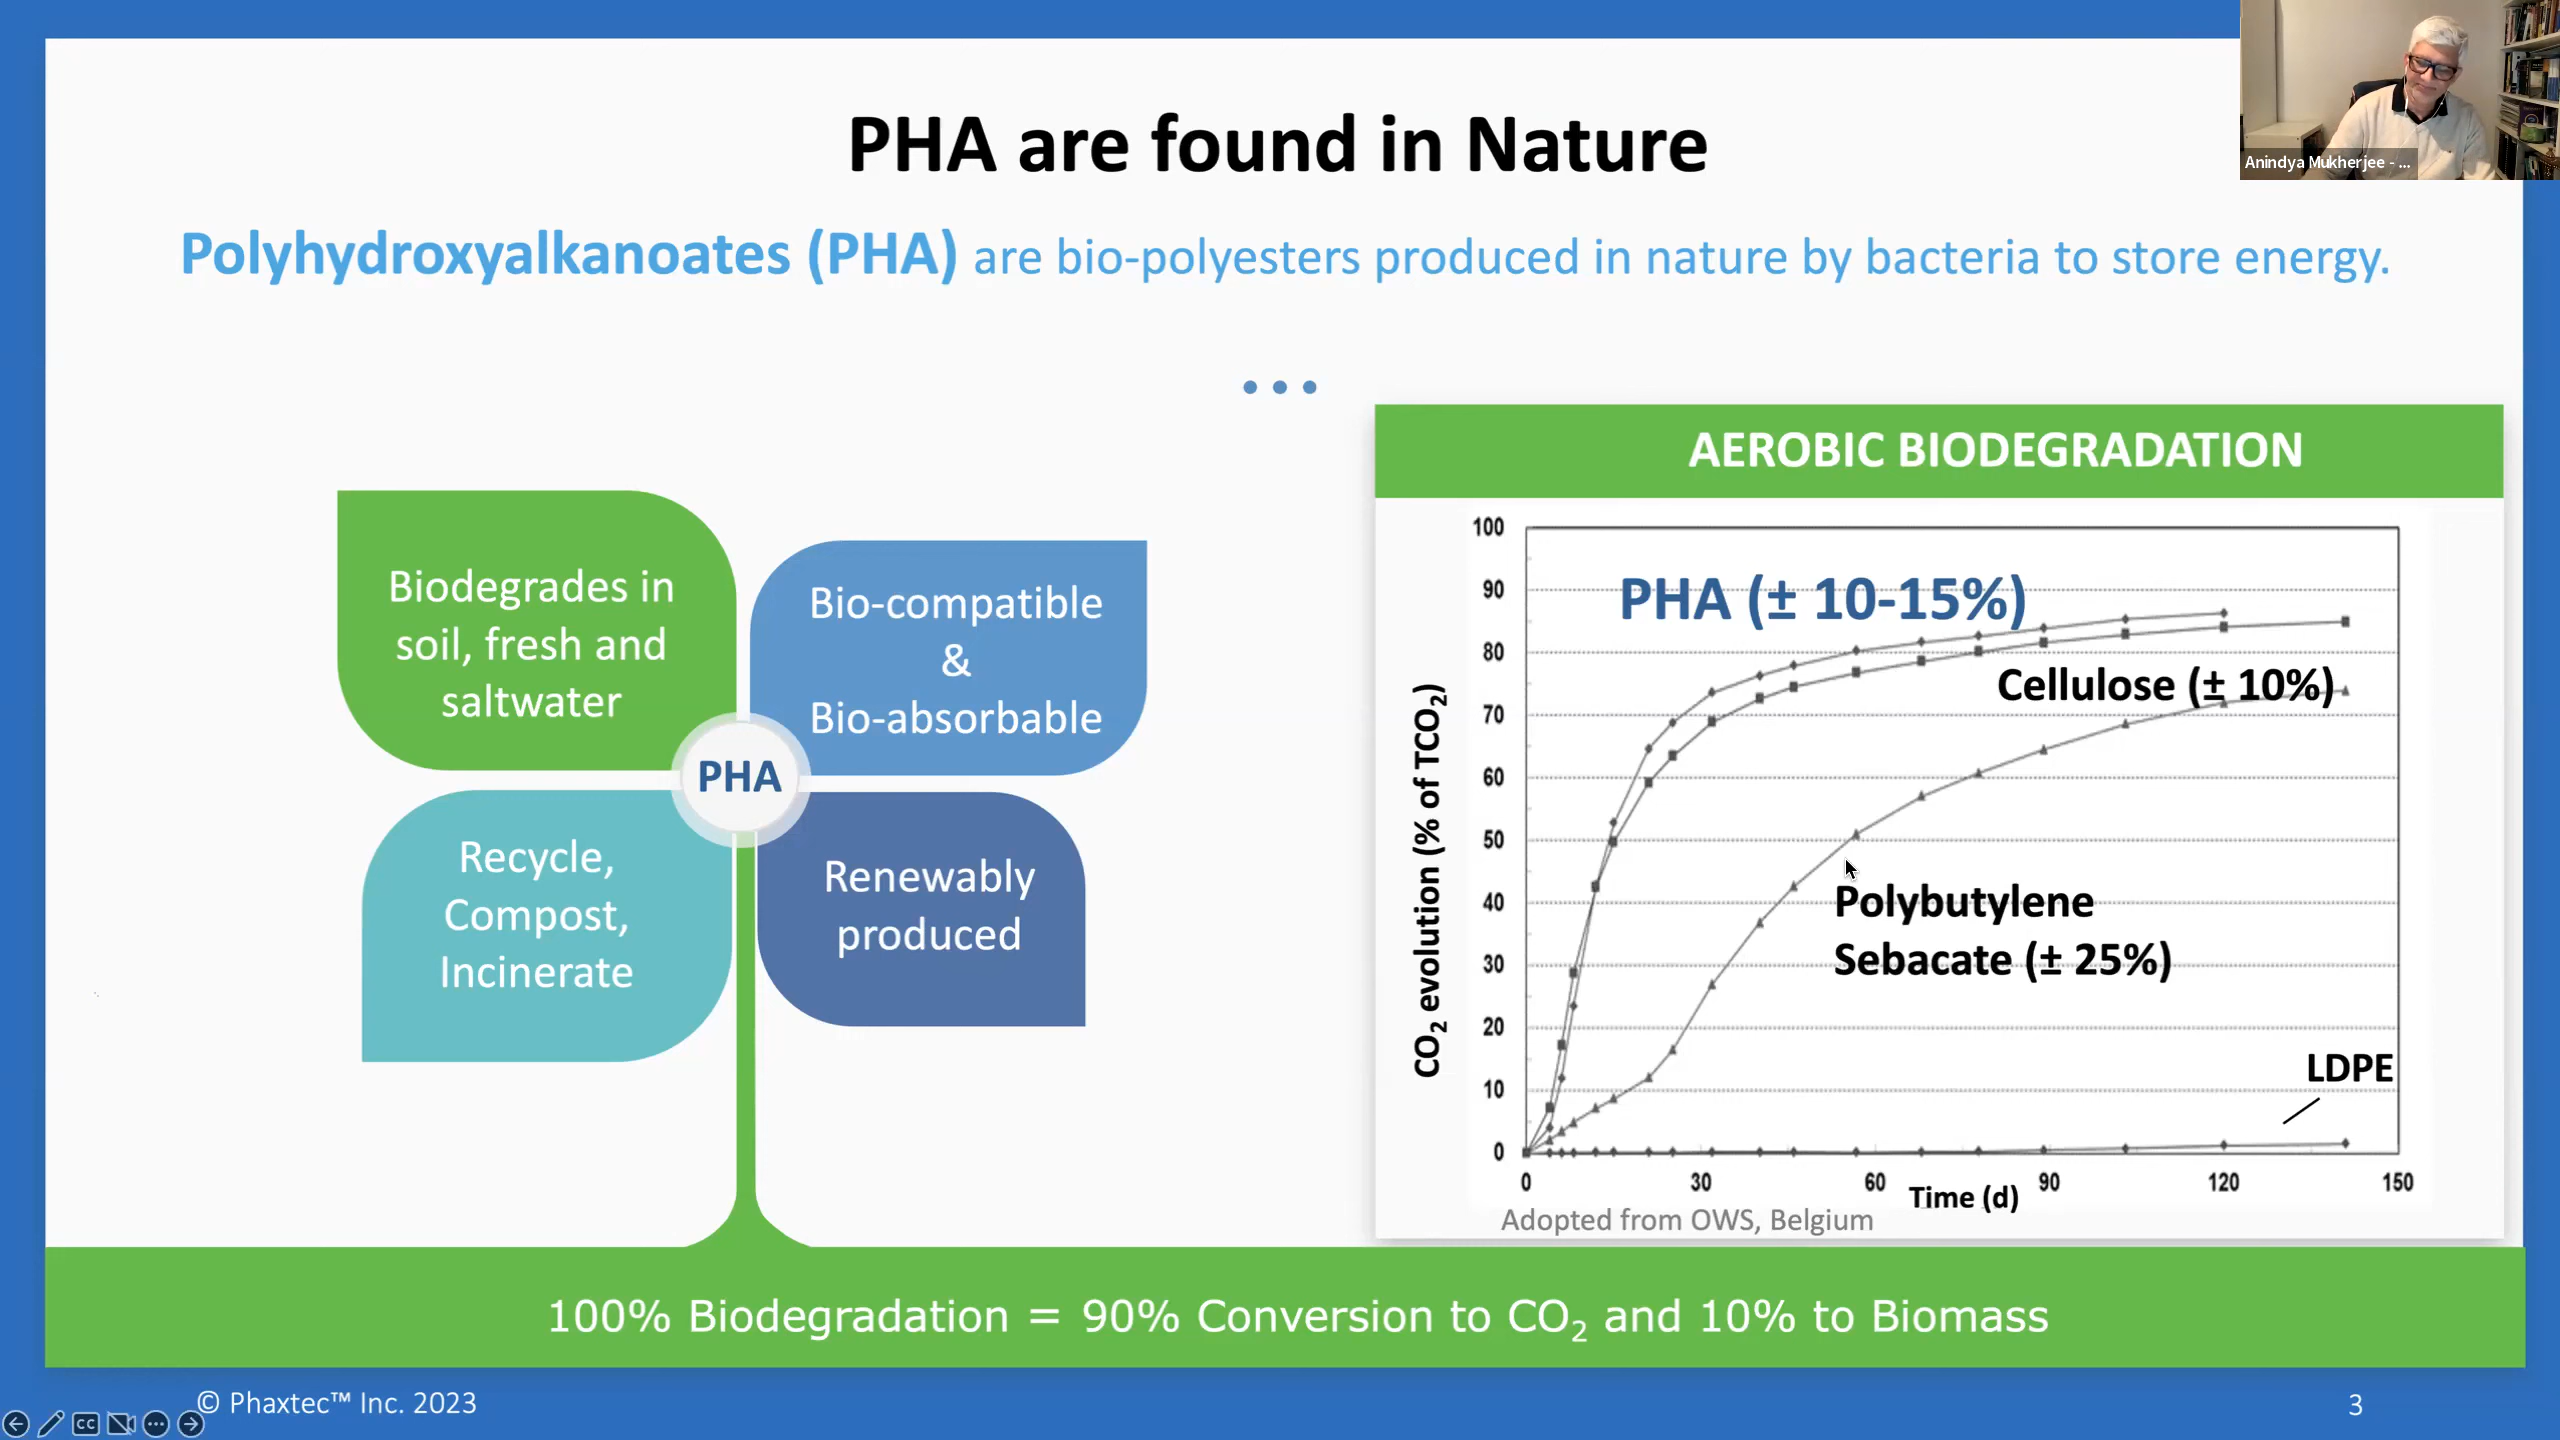 Anindya Mukherjee - ...
PHA are found in Nature
Polyhydroxyalkanoates (PHA) are bio-polyesters produced in nature by bacteria to store energy.
Biodegrades in
soil, fresh and
saltwater
Bio-compatible
&
Bio-absorbable
PHA
Recycle,
Compost,
Incinerate
Renewably
produced
AEROBIC BIODEGRADATION
CO₂ evolution (% of TCO₂)
100
90
80
70
60
50
40
30
20
10
0
PHA (± 10-15%)
Cellulose (± 10%)
Polybutylene
Sebacate (± 25%)
LDPE
0 30 60 90 120 150
Time (d)
Adopted from OWS, Belgium
100% Biodegradation = 90% Conversion to CO₂ and 10% to Biomass
© Phaxtec™ Inc. 2023
3
CC